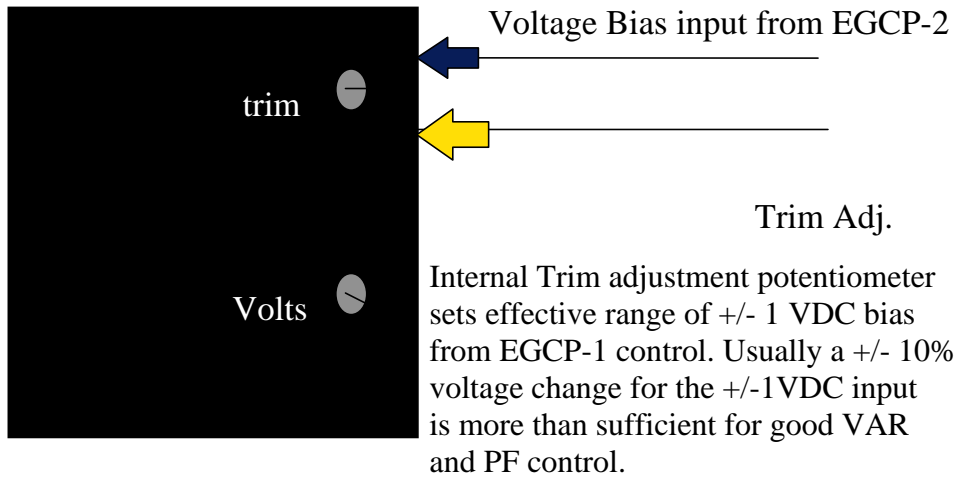 Voltage Bias input from EGCP-2
trim
Trim Adj.
Volts
Internal Trim adjustment potentiometer
sets effective range of +/- 1 VDC bias
from EGCP-1 control. Usually a +/- 10%
voltage change for the +/-1VDC input
is more than sufficient for good VAR
and PF control.